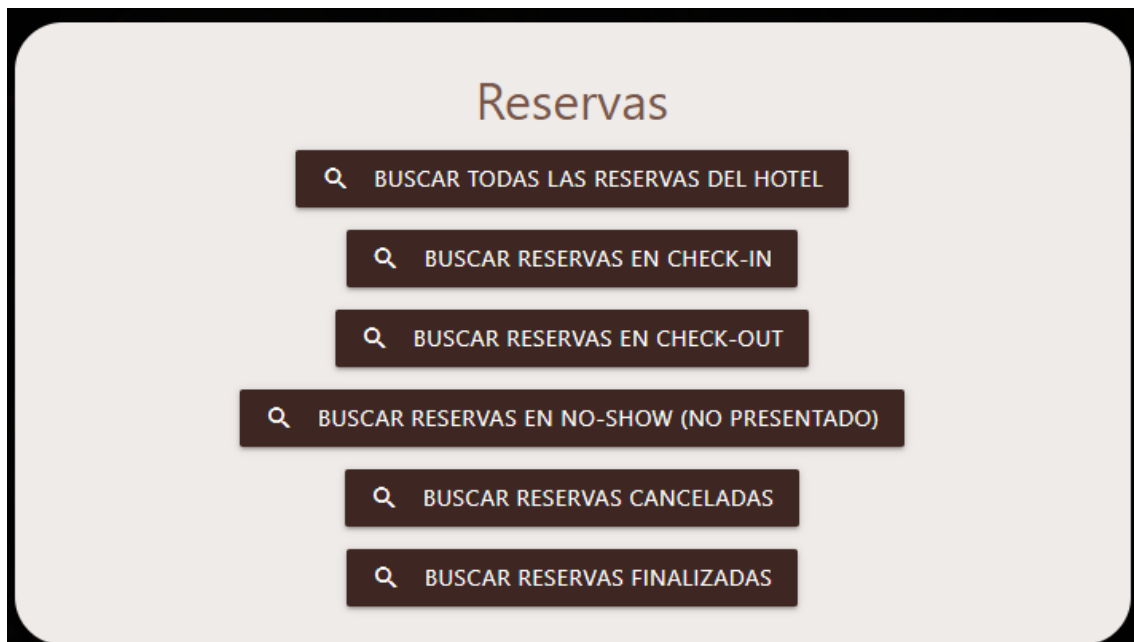 Reservas
BUSCAR TODAS LAS RESERVAS DEL HOTEL
BUSCAR RESERVAS EN CHECK-IN
BUSCAR RESERVAS EN CHECK-OUT
BUSCAR RESERVAS EN NO-SHOW (NO PRESENTADO)
BUSCAR RESERVAS CANCELADAS
BUSCAR RESERVAS FINALIZADAS